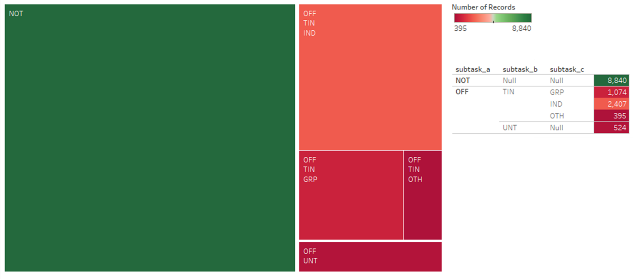 NOT
OFF
TIN
IND
OFF
TIN
GRP
OFF
TIN
OTH
OFF
UNT
Number of Records
395 8,840
subtask_a subtask_b subtask_c
NOT Null Null 8,840
OFF TIN GRP 1,074
IND 2,407
OTH 395
UNT Null 524